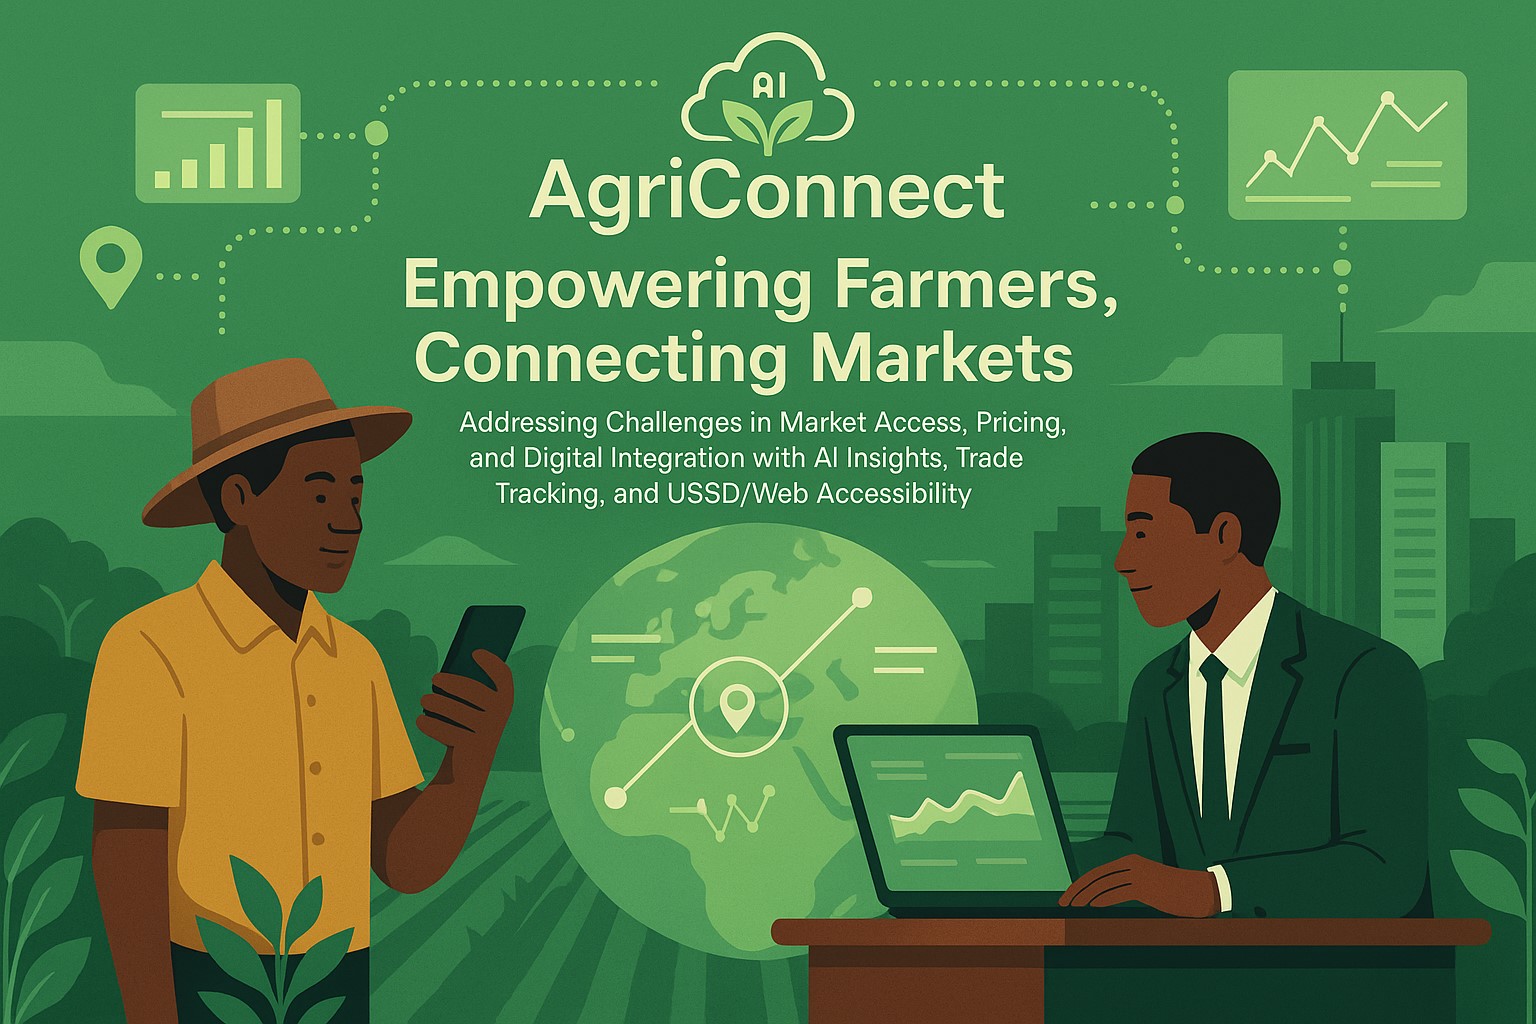 AI
AgriConnect
Empowering Farmers,
Connecting Markets
Addressing Challenges in Market Access, Pricing,
and Digital Integration with AI Insights, Trade
Tracking, and USSD/Web Accessibility